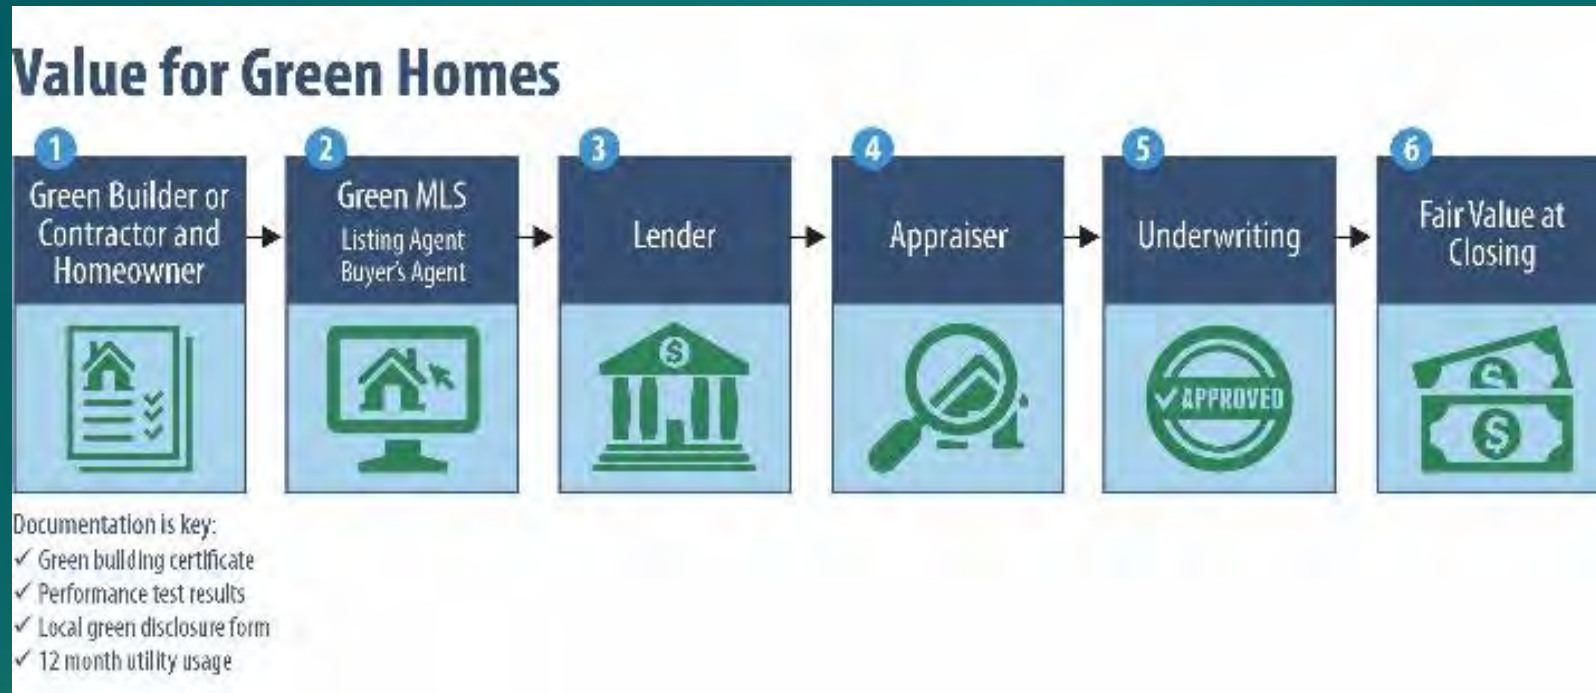 Value for Green Homes
1
Green Builder or
Contractor and
Homeowner
2
Green MLS
Listing Agent
Buyer's Agent
3
Lender
$
4
Appraiser
5
Underwriting
✓APPROVED
6
Fair Value at
Closing
$
$
Documentation is key:
✓ Green building certificate
✓ Performance test results
✓ Local green disclosure form
✓ 12 month utility usage